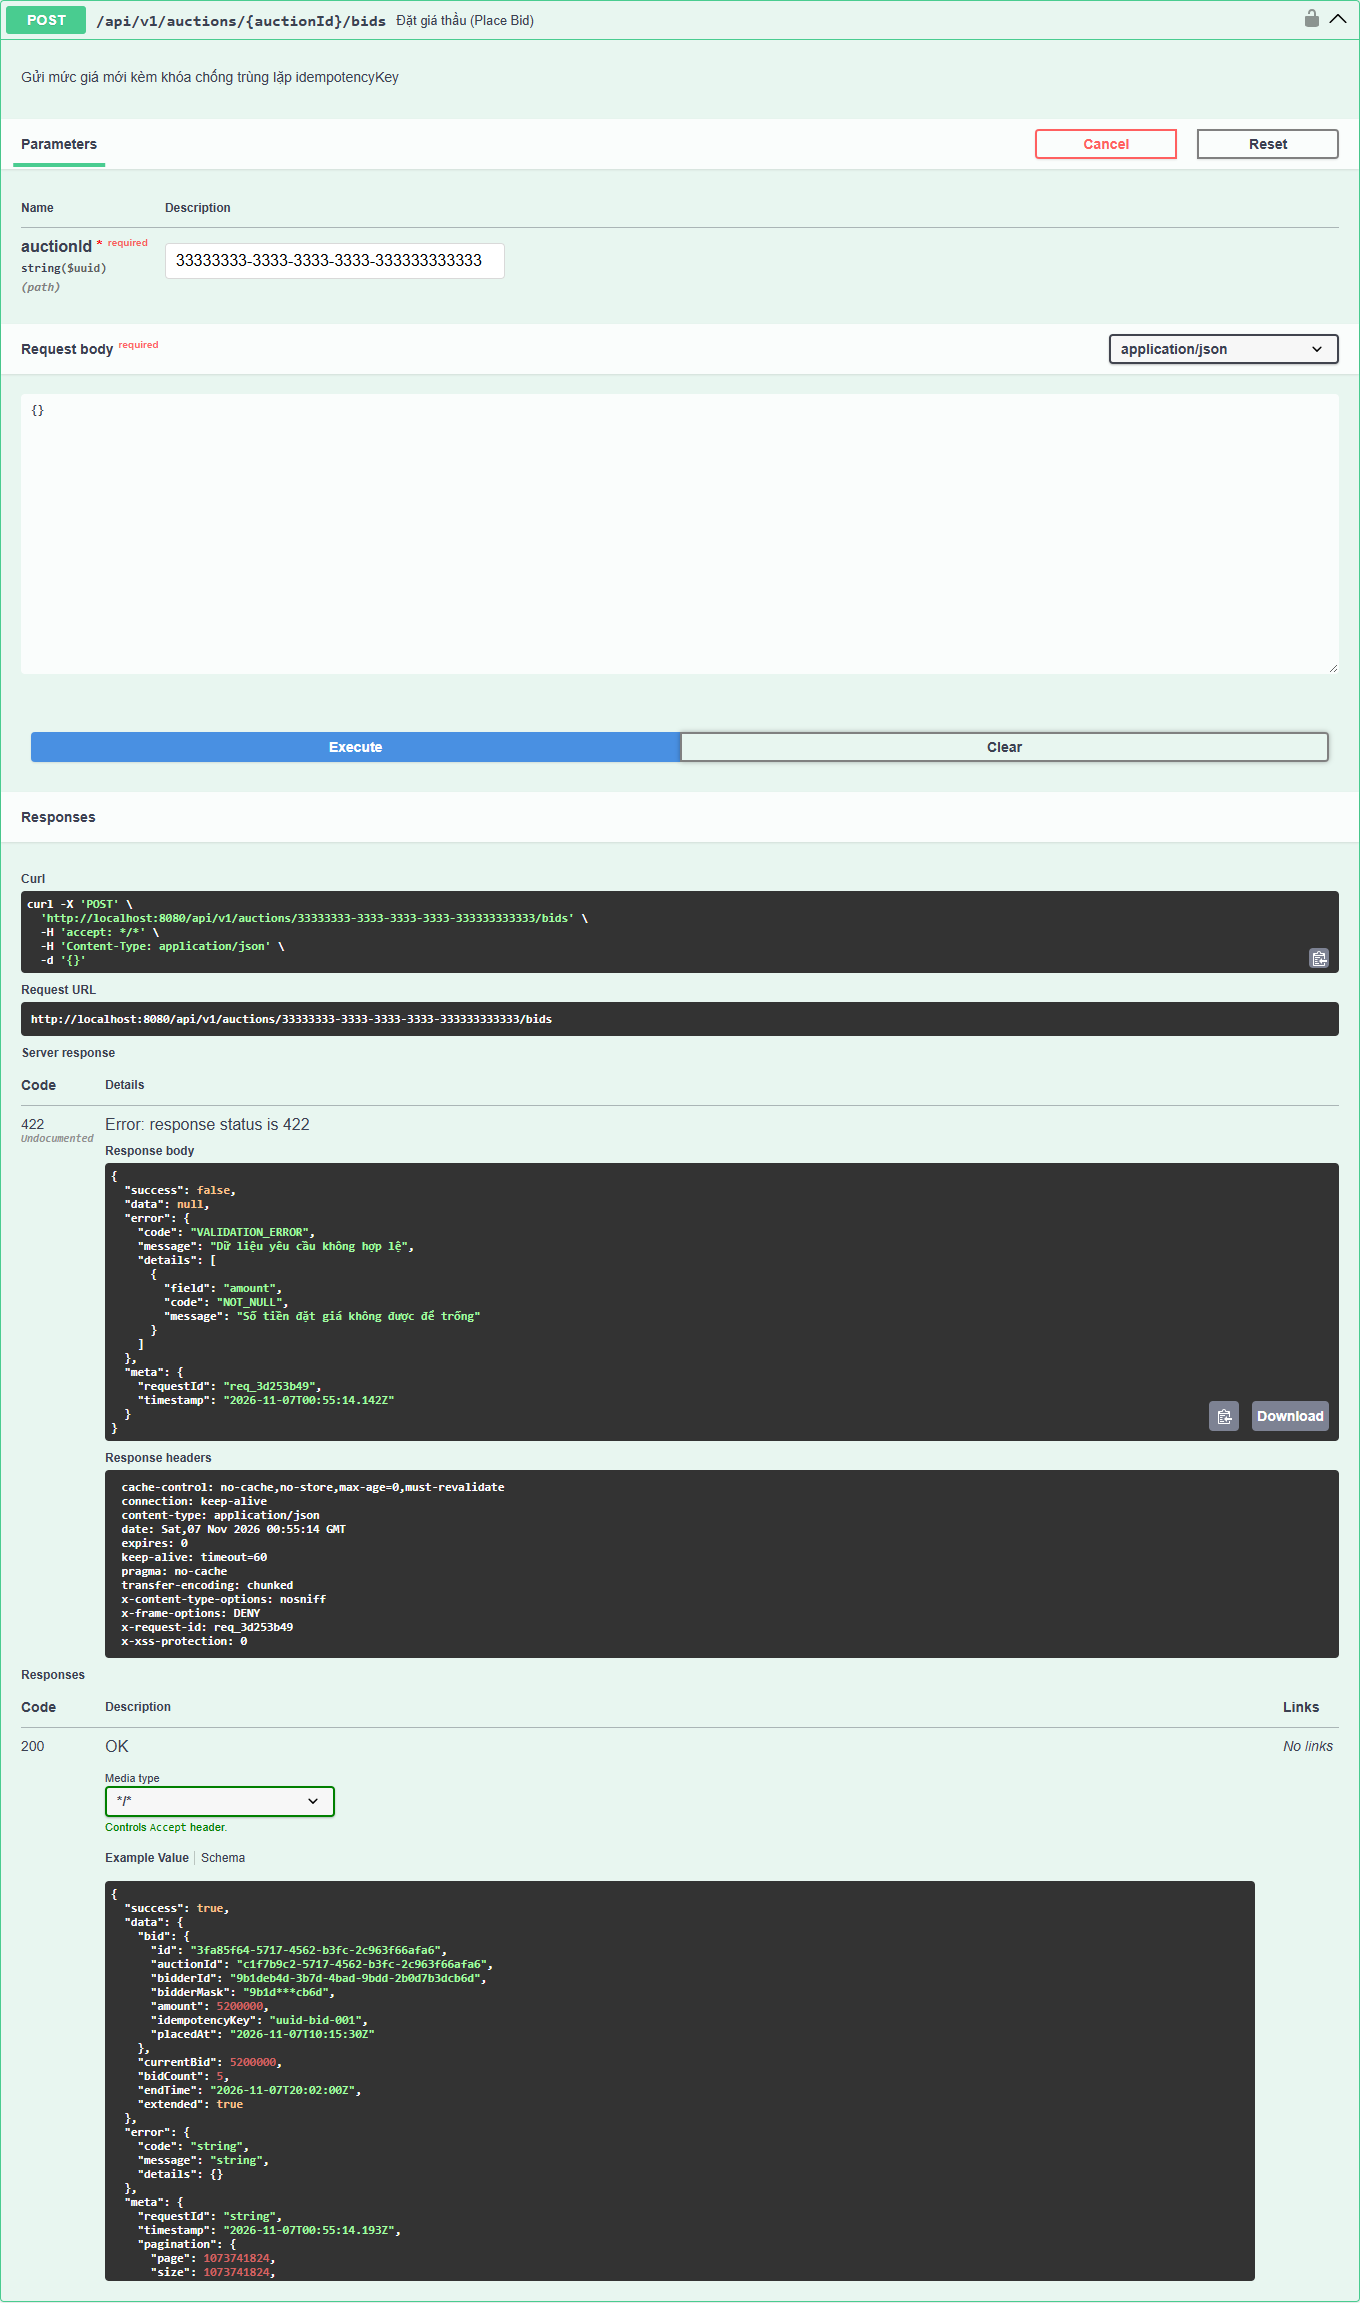 POST /api/v1/auctions/{auctionId}/bids Đặt giá thầu (Place Bid)
Gửi mức giá mới kèm khóa chống trùng lặp idempotencyKey
Parameters Cancel Reset
Name Description
auctionId * required
string($uuid)
(path)
33333333-3333-3333-3333-333333333333
Request body required application/json
{}
Execute Clear
Responses
Curl
curl -X 'POST' \
'http://localhost:8080/api/v1/auctions/33333333-3333-3333-3333-333333333333/bids' \
-H 'accept: */*' \
-H 'Content-Type: application/json' \
-d '{}'
Request URL
http://localhost:8080/api/v1/auctions/33333333-3333-3333-3333-333333333333/bids
Server response
Code Details
422 Error: response status is 422
Undocumented
Response body
{
"success": false,
"data": null,
"error": {
"code": "VALIDATION_ERROR",
"message": "Dữ liệu yêu cầu không hợp lệ",
"details": [
{
"field": "amount",
"code": "NOT_NULL",
"message": "Số tiền đặt giá không được để trống"
}
]
},
"meta": {
"requestId": "req_3d253b49",
"timestamp": "2026-11-07T00:55:14.142Z"
}
}
Download
Response headers
cache-control: no-cache,no-store,max-age=0,must-revalidate
connection: keep-alive
content-type: application/json
date: Sat,07 Nov 2026 00:55:14 GMT
expires: 0
keep-alive: timeout=60
pragma: no-cache
transfer-encoding: chunked
x-content-type-options: nosniff
x-frame-options: DENY
x-request-id: req_3d253b49
x-xss-protection: 0
Responses
Code Description Links
200 OK No links
Media type
*/*
Controls Accept header.
Example Value Schema
{
"success": true,
"data": {
"bid": {
"id": "3fa85f64-5717-4562-b3fc-2c963f66afa6",
"auctionId": "c1f7b9c2-5717-4562-b3fc-2c963f66afa6",
"bidderId": "9b1deb4d-3b7d-4bad-9bdd-2b0d7b3dcb6d",
"bidderMask": "9b1d***cb6d",
"amount": 5200000,
"idempotencyKey": "uuid-bid-001",
"placedAt": "2026-11-07T10:15:30Z"
},
"currentBid": 5200000,
"bidCount": 5,
"endTime": "2026-11-07T20:02:00Z",
"extended": true
},
"error": {
"code": "string",
"message": "string",
"details": {}
},
"meta": {
"requestId": "string",
"timestamp": "2026-11-07T00:55:14.193Z",
"pagination": {
"page": 1073741824,
"size": 1073741824,